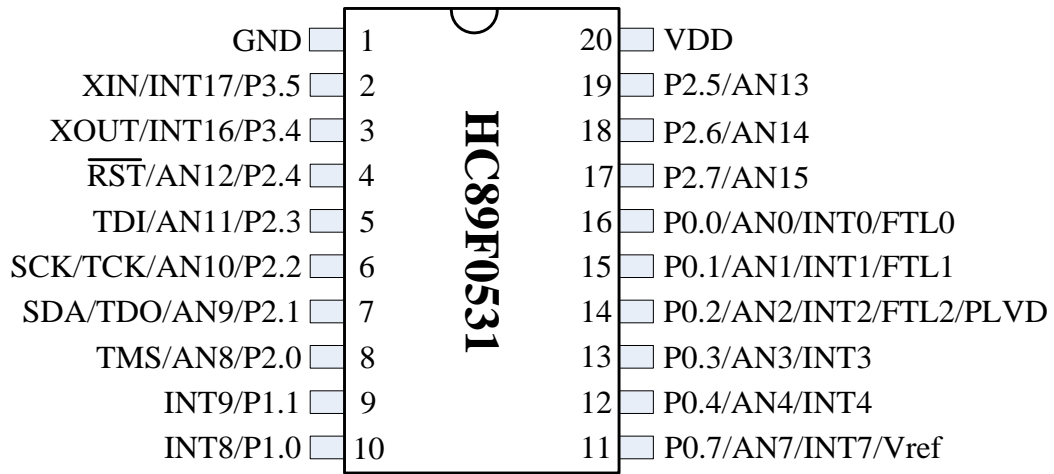 GND 1 20 VDD
XIN/INT17/P3.5 2 19 P2.5/AN13
XOUT/INT16/P3.4 3 18 P2.6/AN14
RST/AN12/P2.4 4 17 P2.7/AN15
TDI/AN11/P2.3 5 16 P0.0/AN0/INT0/FTL0
SCK/TCK/AN10/P2.2 6 15 P0.1/AN1/INT1/FTL1
SDA/TDO/AN9/P2.1 7 14 P0.2/AN2/INT2/FTL2/PLVD
TMS/AN8/P2.0 8 13 P0.3/AN3/INT3
INT9/P1.1 9 12 P0.4/AN4/INT4
INT8/P1.0 10 11 P0.7/AN7/INT7/Vref
HC89F0531